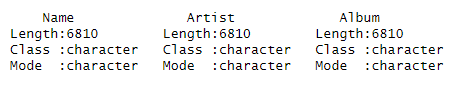 Name Artist Album
Length:6810 Length:6810 Length:6810
Class :character Class :character Class :character
Mode :character Mode :character Mode :character